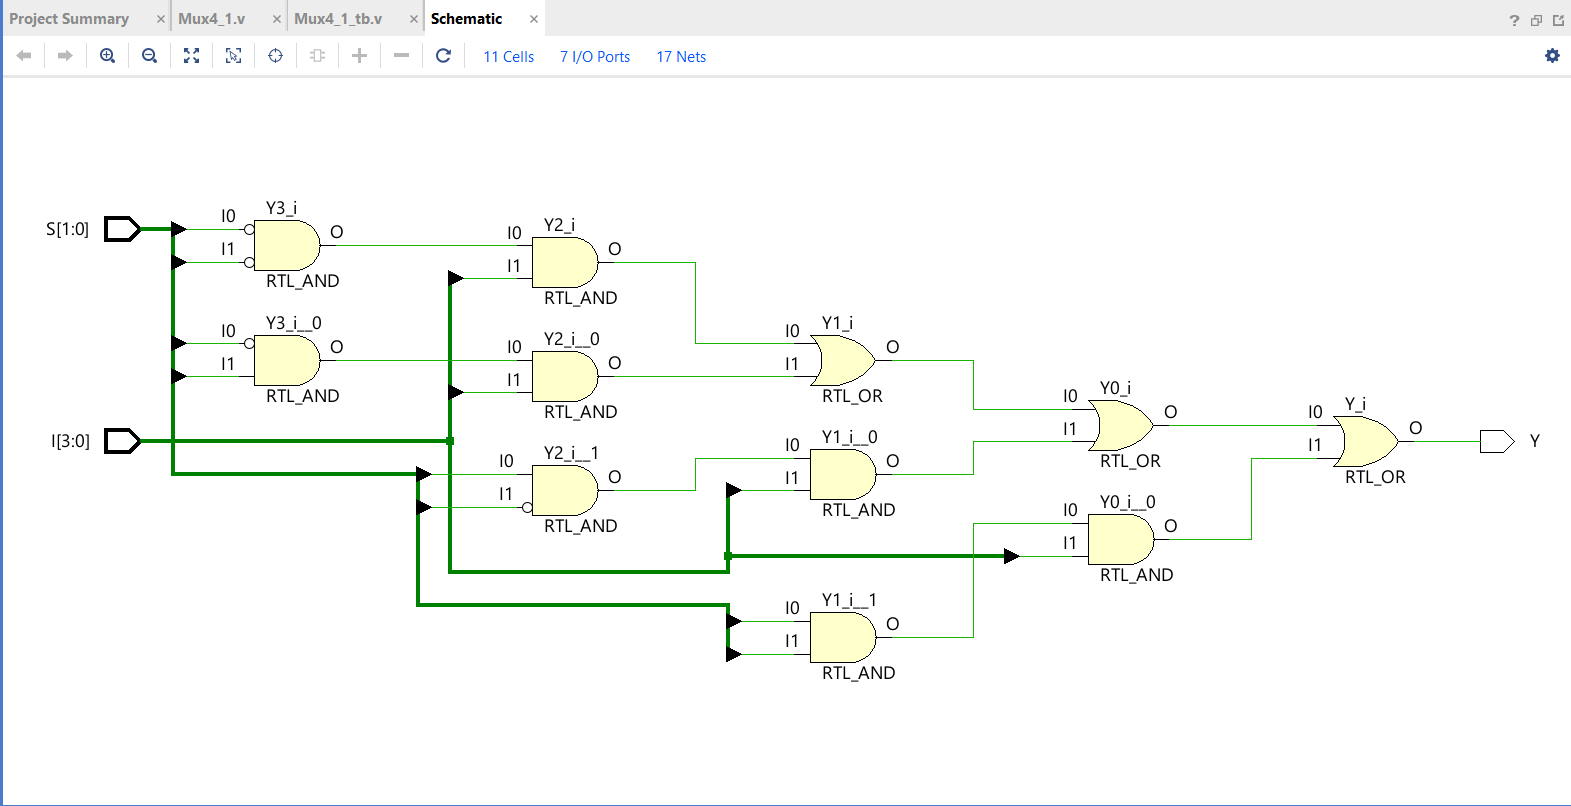 Project Summary × Mux4_1.v × Mux4_1_tb.v × Schematic × ?
11 Cells 7 I/O Ports 17 Nets
S[1:0]
I0 Y3_i O
I1
RTL_AND
I0 Y2_i O
I1
RTL_AND
I0 Y3_i__0 O
I1
RTL_AND
I0 Y2_i__0 O
I1
RTL_AND
I0 Y1_i O
I1
RTL_OR
I[3:0]
I0 Y2_i__1 O
I1
RTL_AND
I0 Y1_i__0 O
I1
RTL_AND
I0 Y0_i O
I1
RTL_OR
I0 Y_i O
I1
RTL_OR
Y
I0 Y0_i__0 O
I1
RTL_AND
I0 Y1_i__1 O
I1
RTL_AND